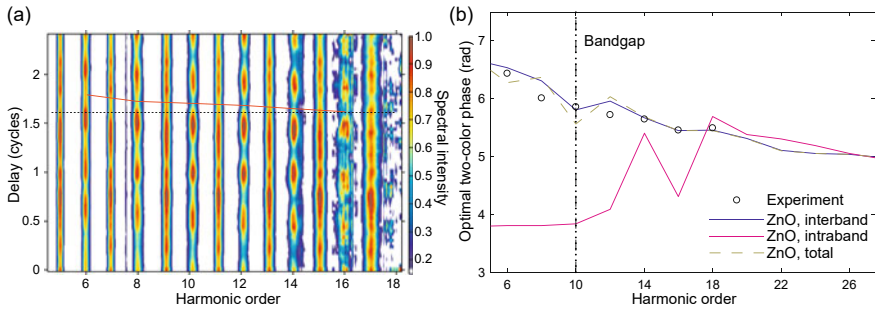 (a)
Delay (cycles)
2
1.5
1
0.5
0
6 8 10 12 14 16 18
Harmonic order
1.0
0.9
0.8
0.7
0.6
0.5
0.4
0.3
0.2
Spectral intensity
(b)
Optimal two-color phase (rad)
7
6
5
4
3
Bandgap
Experiment
ZnO, interband
ZnO, intraband
ZnO, total
6 10 14 18 22 26
Harmonic order